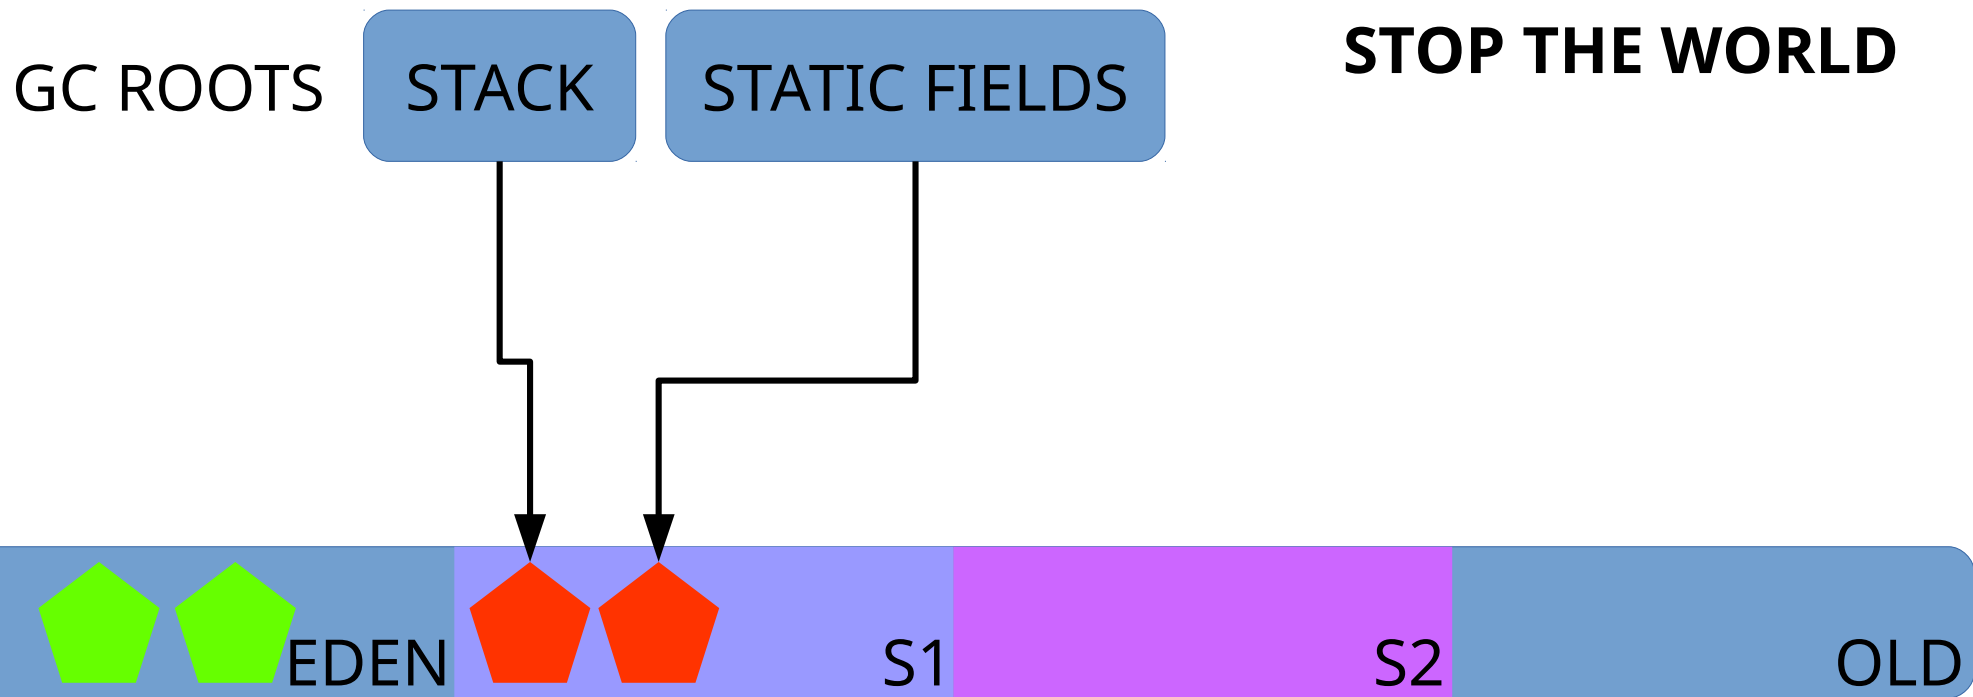 GC ROOTS
STACK
STATIC FIELDS
STOP THE WORLD
EDEN
S1
S2
OLD